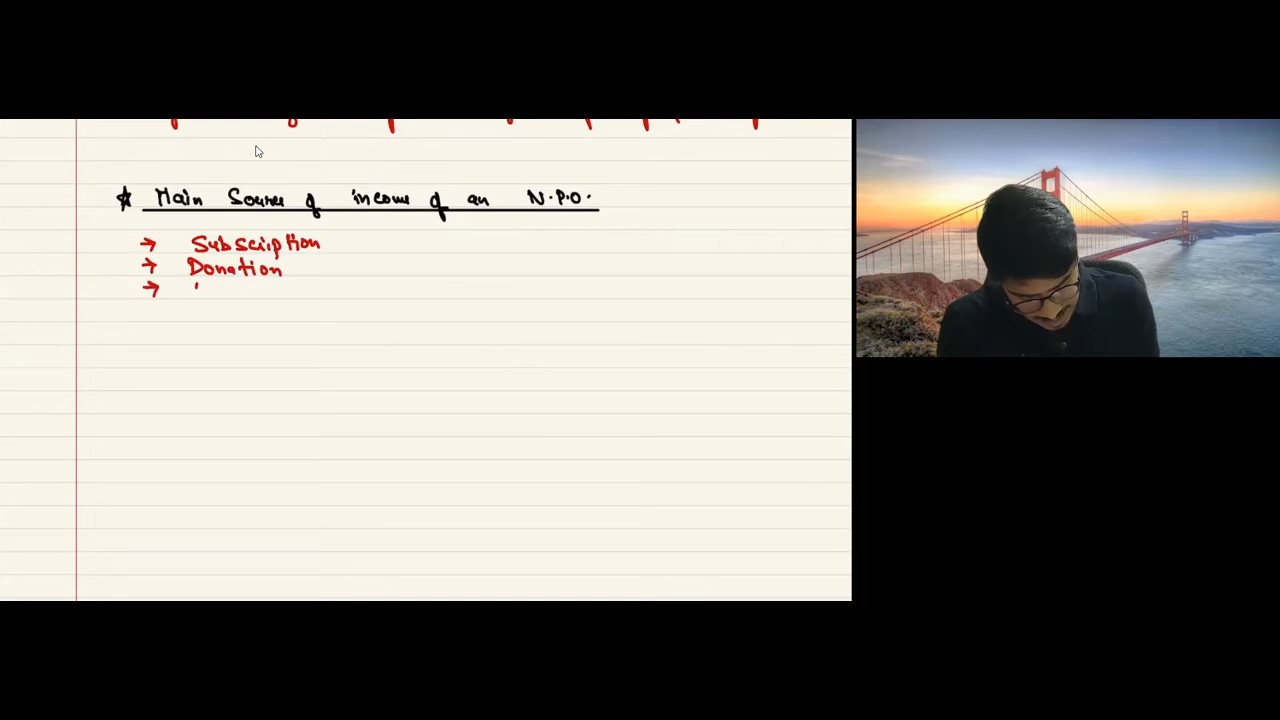 ★ Main Source of income of an N.P.O.
→ Subscription
→ Donation
→